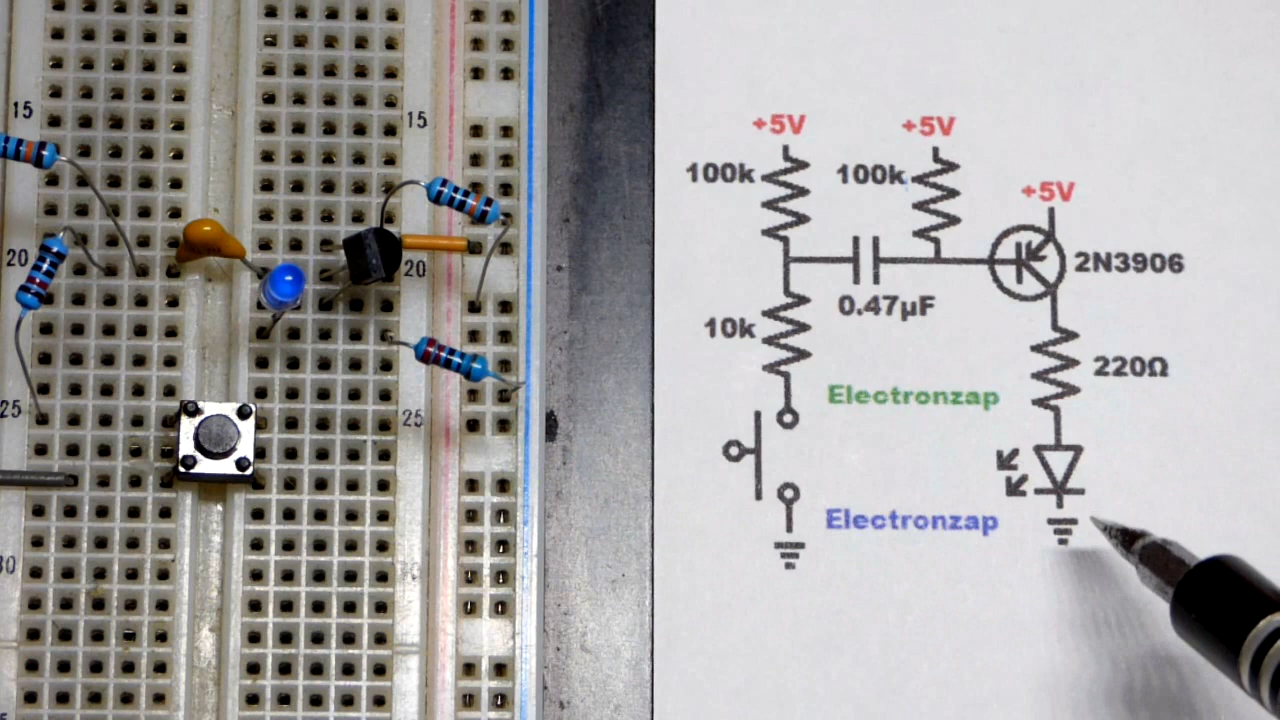 15
20
25
30
15
20
25
+5V +5V
100k 100k
+5V
2N3906
0.47µF
10k
220Ω
Electronzap
Electronzap